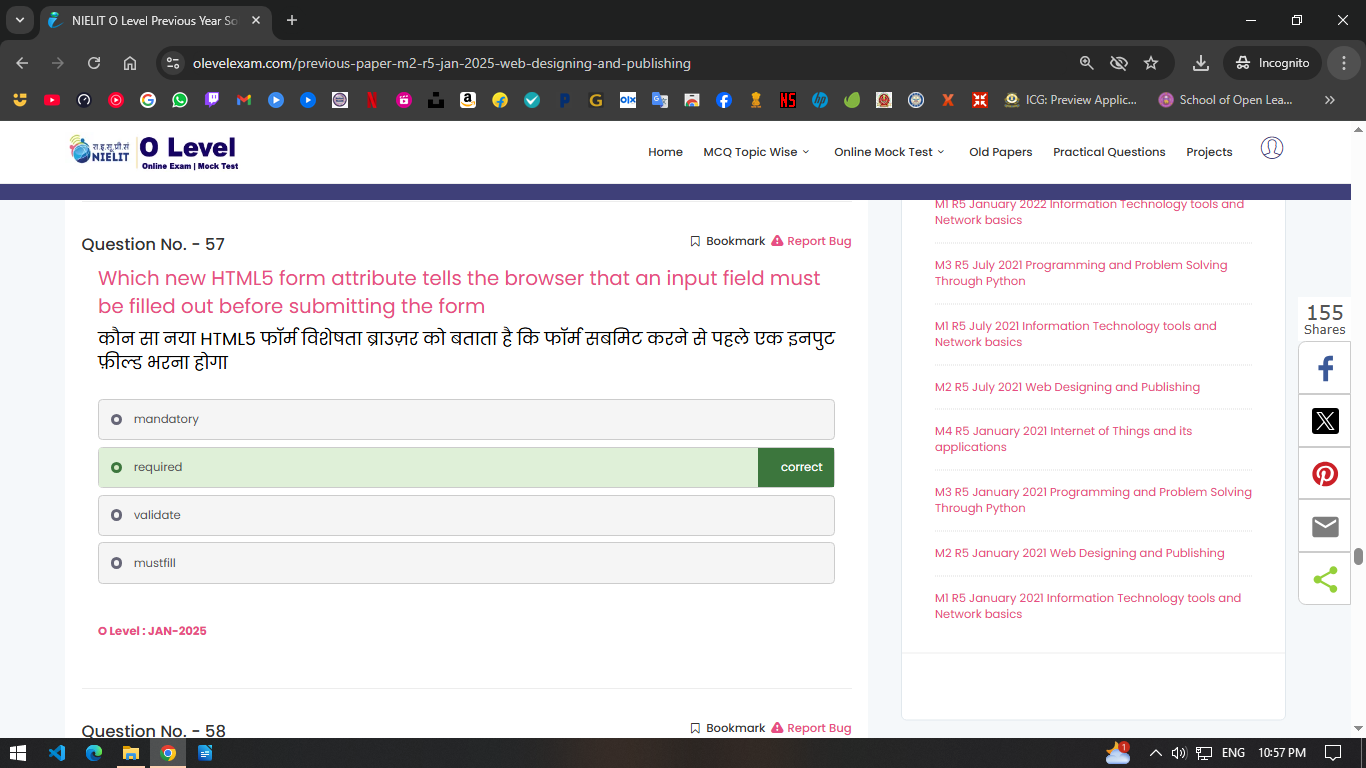 NIELIT O Level Previous Year So
olevelexam.com/previous-paper-m2-r5-jan-2025-web-designing-and-publishing
Incognito
ICG: Preview Applic...
School of Open Lea...
रा.इ.सू.प्रौ.सं
NIELIT
O Level
Online Exam | Mock Test
Home
MCQ Topic Wise
Online Mock Test
Old Papers
Practical Questions
Projects
Question No. - 57
Bookmark
Report Bug
Which new HTML5 form attribute tells the browser that an input field must
be filled out before submitting the form
कौन सा नया HTML5 फॉर्म विशेषता ब्राउज़र को बताता है कि फॉर्म सबमिट करने से पहले एक इनपुट
फ़ील्ड भरना होगा
mandatory
required
correct
validate
mustfill
O Level : JAN-2025
Question No. - 58
Bookmark
Report Bug
M1 R5 January 2022 Information Technology tools and
Network basics
M3 R5 July 2021 Programming and Problem Solving
Through Python
M1 R5 July 2021 Information Technology tools and
Network basics
M2 R5 July 2021 Web Designing and Publishing
M4 R5 January 2021 Internet of Things and its
applications
M3 R5 January 2021 Programming and Problem Solving
Through Python
M2 R5 January 2021 Web Designing and Publishing
M1 R5 January 2021 Information Technology tools and
Network basics
155
Shares
1
ENG
10:57 PM